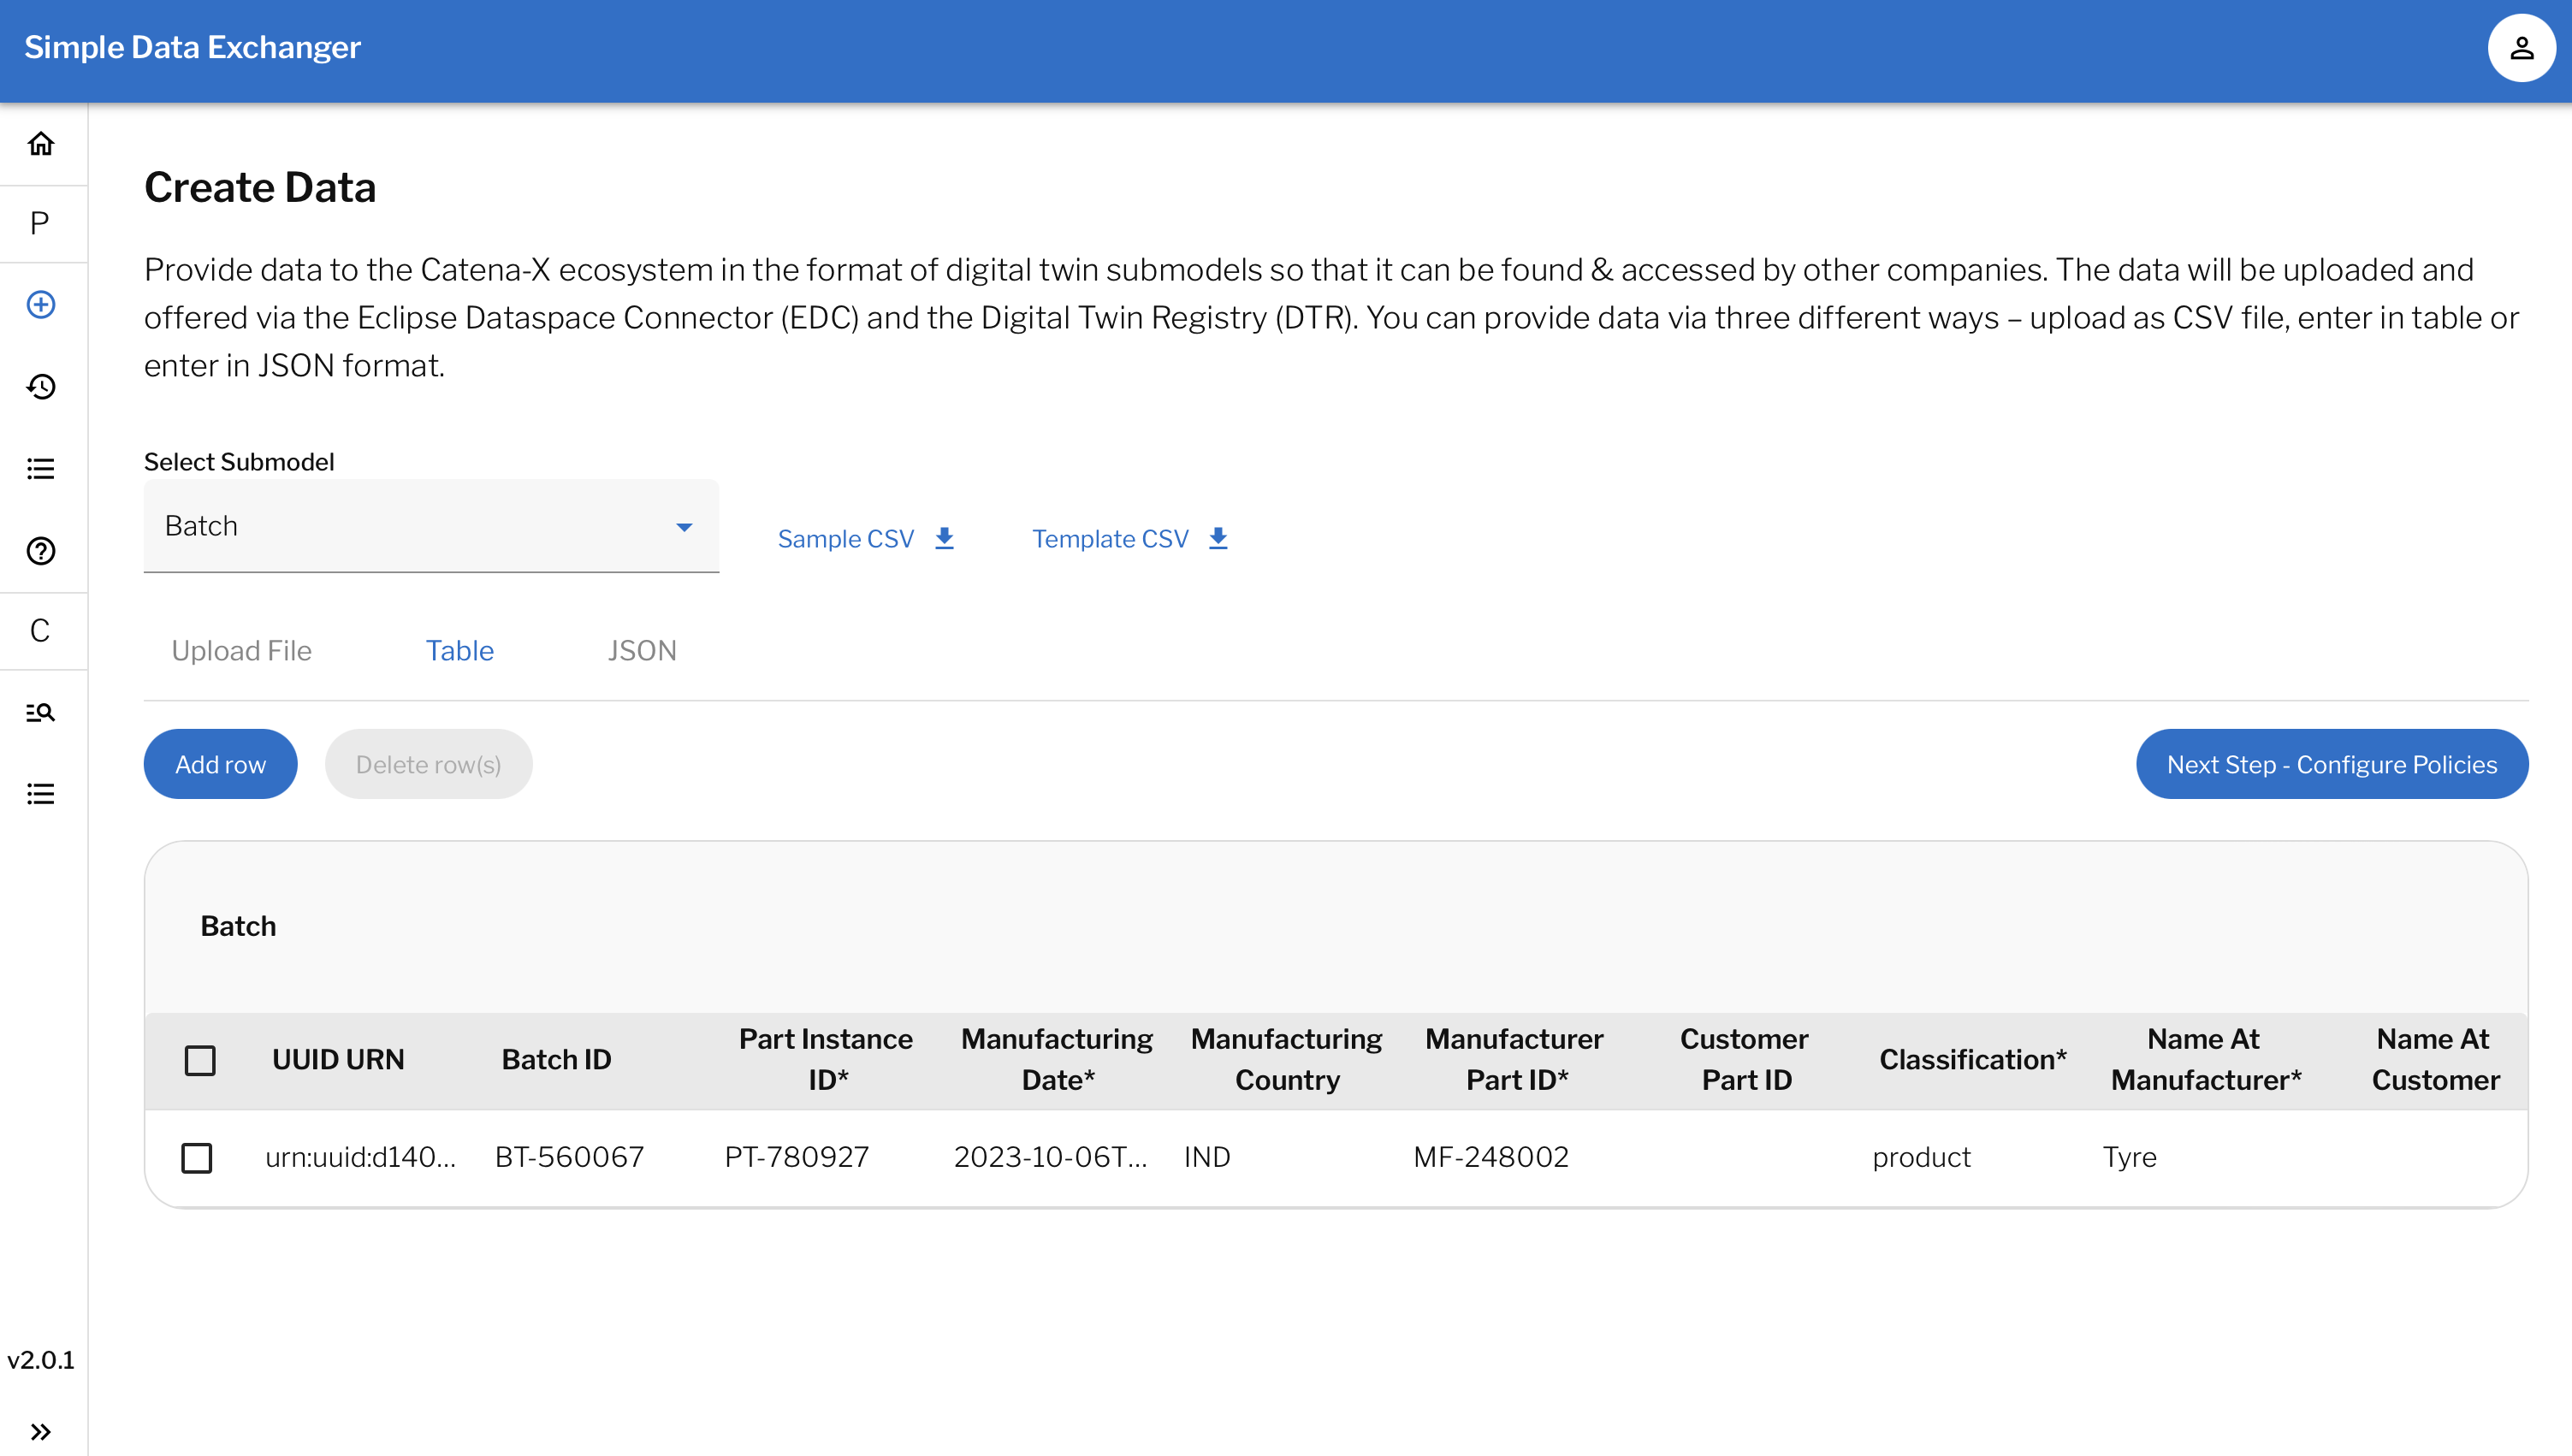 Simple Data Exchanger
P
C
v2.0.1
Create Data
Provide data to the Catena-X ecosystem in the format of digital twin submodels so that it can be found & accessed by other companies. The data will be uploaded and
offered via the Eclipse Dataspace Connector (EDC) and the Digital Twin Registry (DTR). You can provide data via three different ways – upload as CSV file, enter in table or
enter in JSON format.
Select Submodel
Batch
Sample CSV
Template CSV
Upload File Table JSON
Add row Delete row(s) Next Step - Configure Policies
Batch
UUID URN Batch ID Part Instance ID* Manufacturing Date* Manufacturing Country Manufacturer Part ID* Customer Part ID Classification* Name At Manufacturer* Name At Customer
urn:uuid:d140... BT-560067 PT-780927 2023-10-06T... IND MF-248002 product Tyre